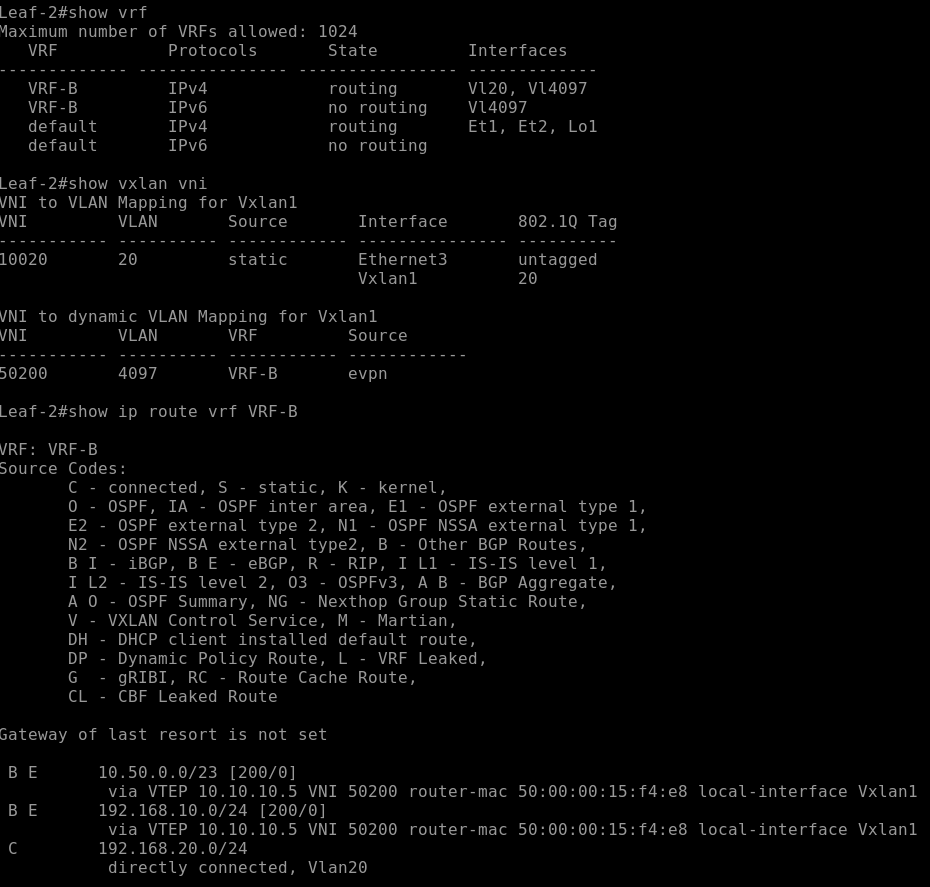 Leaf-2#show vrf
Maximum number of VRFs allowed: 1024
   VRF           Protocols       State         Interfaces
------------- --------------- ---------------- -------------
   VRF-B         IPv4            routing       Vl20, Vl4097
   VRF-B         IPv6            no routing    Vl4097
   default       IPv4            routing       Et1, Et2, Lo1
   default       IPv6            no routing
Leaf-2#show vxlan vni
VNI to VLAN Mapping for Vxlan1
VNI         VLAN       Source       Interface       802.1Q Tag
----------- ---------- ------------ --------------- ----------
10020       20         static       Ethernet3       untagged
                                    Vxlan1          20
VNI to dynamic VLAN Mapping for Vxlan1
VNI         VLAN       VRF         Source
----------- ---------- ----------- ------------
50200       4097       VRF-B       evpn
Leaf-2#show ip route vrf VRF-B
VRF: VRF-B
Source Codes:
       C - connected, S - static, K - kernel,
       O - OSPF, IA - OSPF inter area, E1 - OSPF external type 1,
       E2 - OSPF external type 2, N1 - OSPF NSSA external type 1,
       N2 - OSPF NSSA external type2, B - Other BGP Routes,
       B I - iBGP, B E - eBGP, R - RIP, I L1 - IS-IS level 1,
       I L2 - IS-IS level 2, O3 - OSPFv3, A B - BGP Aggregate,
       A O - OSPF Summary, NG - Nexthop Group Static Route,
       V - VXLAN Control Service, M - Martian,
       DH - DHCP client installed default route,
       DP - Dynamic Policy Route, L - VRF Leaked,
       G  - gRIBI, RC - Route Cache Route,
       CL - CBF Leaked Route
Gateway of last resort is not set
 B E      10.50.0.0/23 [200/0]
           via VTEP 10.10.10.5 VNI 50200 router-mac 50:00:00:15:f4:e8 local-interface Vxlan1
 B E      192.168.10.0/24 [200/0]
           via VTEP 10.10.10.5 VNI 50200 router-mac 50:00:00:15:f4:e8 local-interface Vxlan1
 C        192.168.20.0/24
           directly connected, Vlan20